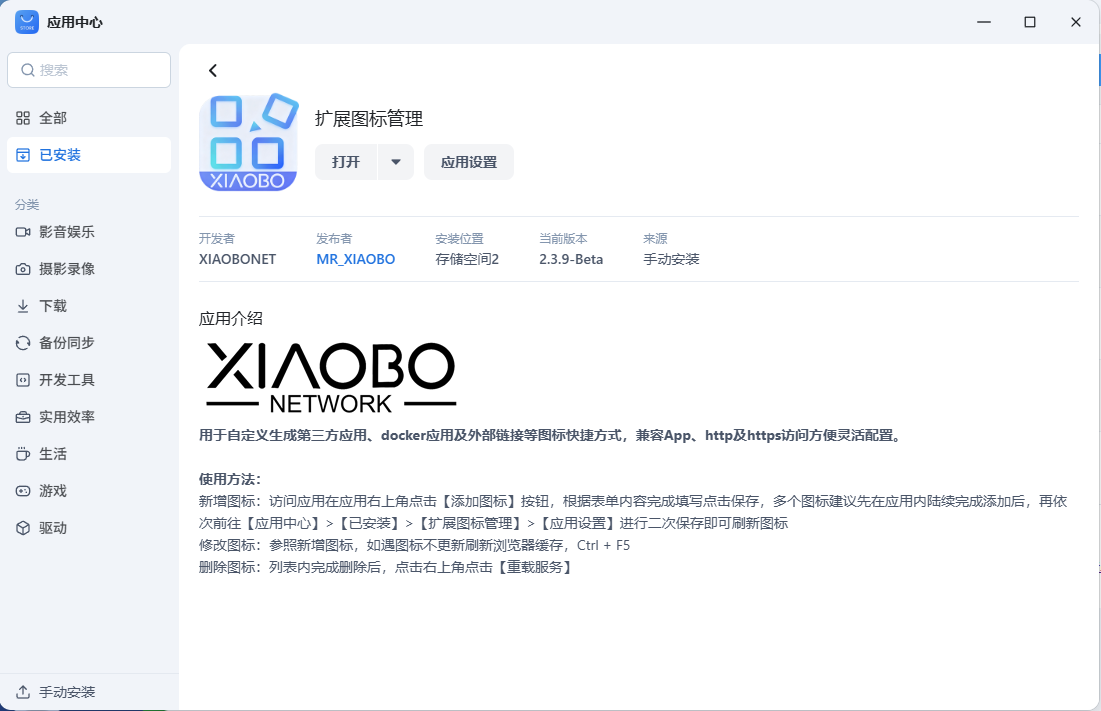 STORE
应用中心
搜索
全部
已安装
分类
影音娱乐
摄影录像
下载
备份同步
开发工具
实用效率
生活
游戏
驱动
手动安装
XIAOBO
扩展图标管理
打开
应用设置
开发者
XIAOBONET
发布者
MR_XIAOBO
安装位置
存储空间2
当前版本
2.3.9-Beta
来源
手动安装
应用介绍
XIAOBO
NETWORK
用于自定义生成第三方应用、docker应用及外部链接等图标快捷方式，兼容App、http及https访问方便灵活配置。
使用方法：
新增图标：访问应用在应用右上角点击【添加图标】按钮，根据表单内容完成填写点击保存，多个图标建议先在应用内陆续完成添加后，再依
次前往【应用中心】>【已安装】>【扩展图标管理】>【应用设置】进行二次保存即可刷新图标
修改图标：参照新增图标，如遇图标不更新刷新浏览器缓存，Ctrl + F5
删除图标：列表内完成删除后，点击右上角点击【重载服务】